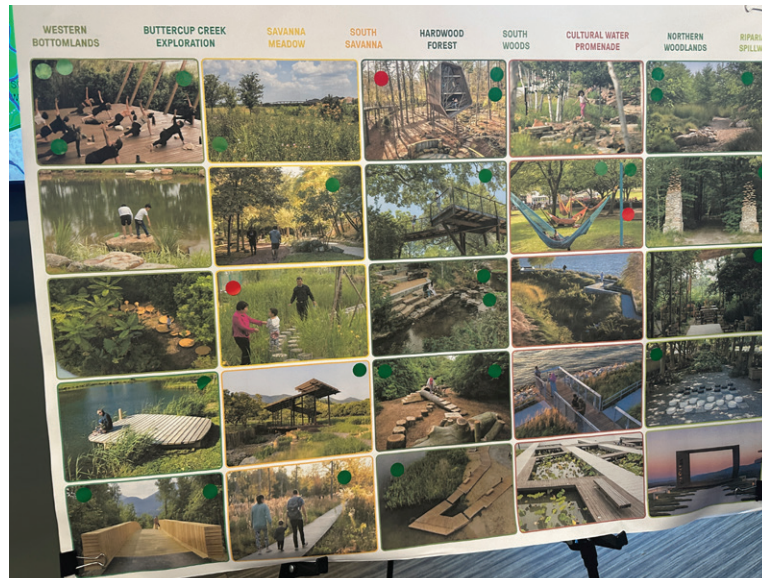 WESTERN
BOTTOMLANDS
BUTTERCUP CREEK
EXPLORATION
SAVANNA
MEADOW
SOUTH
SAVANNA
HARDWOOD
FOREST
SOUTH
WOODS
CULTURAL WATER
PROMENADE
NORTHERN
WOODLANDS